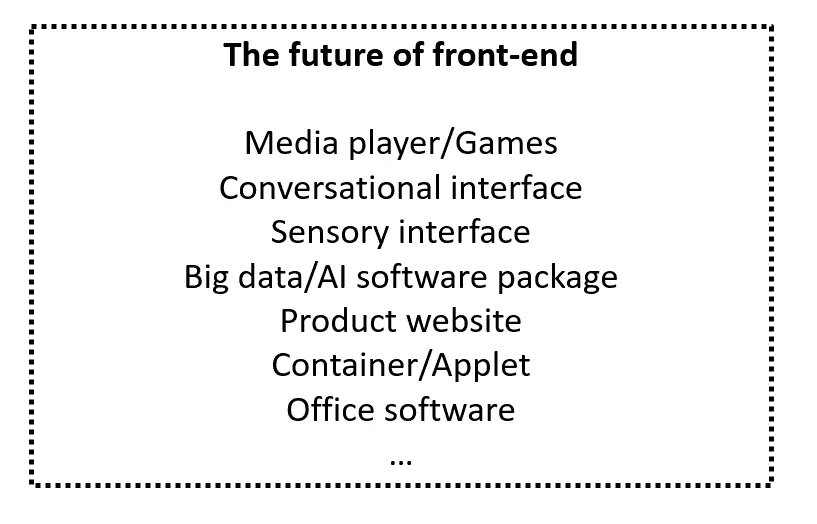 The future of front-end
Media player/Games
Conversational interface
Sensory interface
Big data/AI software package
Product website
Container/Applet
Office software
...